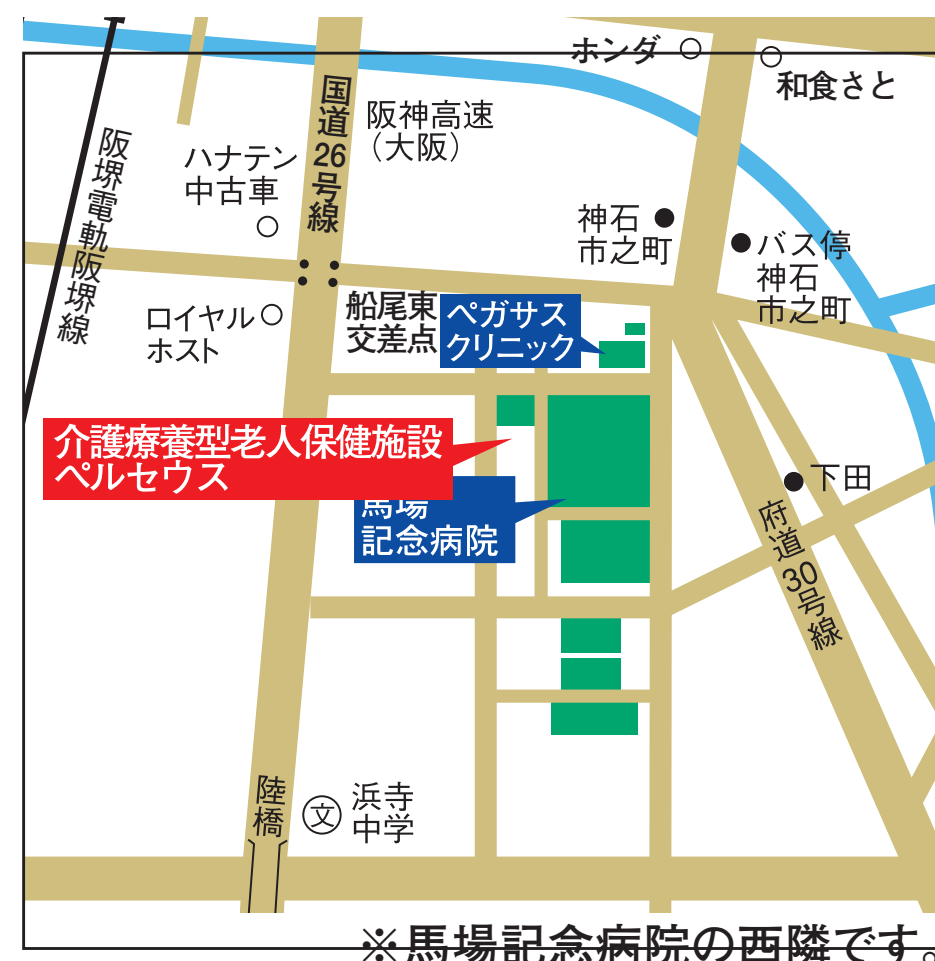 ホンダ
和食さと
国道26号線
阪神高速
（大阪）
阪堺電軌阪堺線
ハナテン
中古車
神石
市之町
バス停
神石
市之町
ロイヤル
ホスト
船尾東
交差点
ペガサス
クリニック
介護療養型老人保健施設
ペルセウス
馬場
記念病院
下田
府道30号線
陸橋
文
浜寺
中学
※馬場記念病院の西隣です。